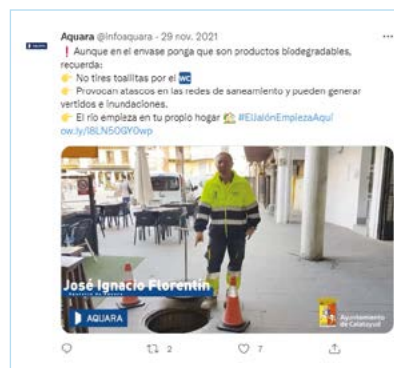 Aquara @infoaquara · 29 nov. 2021
❗ Aunque en el envase ponga que son productos biodegradables,
recuerda:
👉 No tires toallitas por el 🚾
👉 Provocan atascos en las redes de saneamiento y pueden generar
vertidos e inundaciones.
👉 El río empieza en tu propio hogar 🏡 #ElJalónEmpiezaAquí
ow.ly/l8LN50GY0wp
José Ignacio Florentín
AQUARA
Ayuntamiento
de Calatayud
2
7